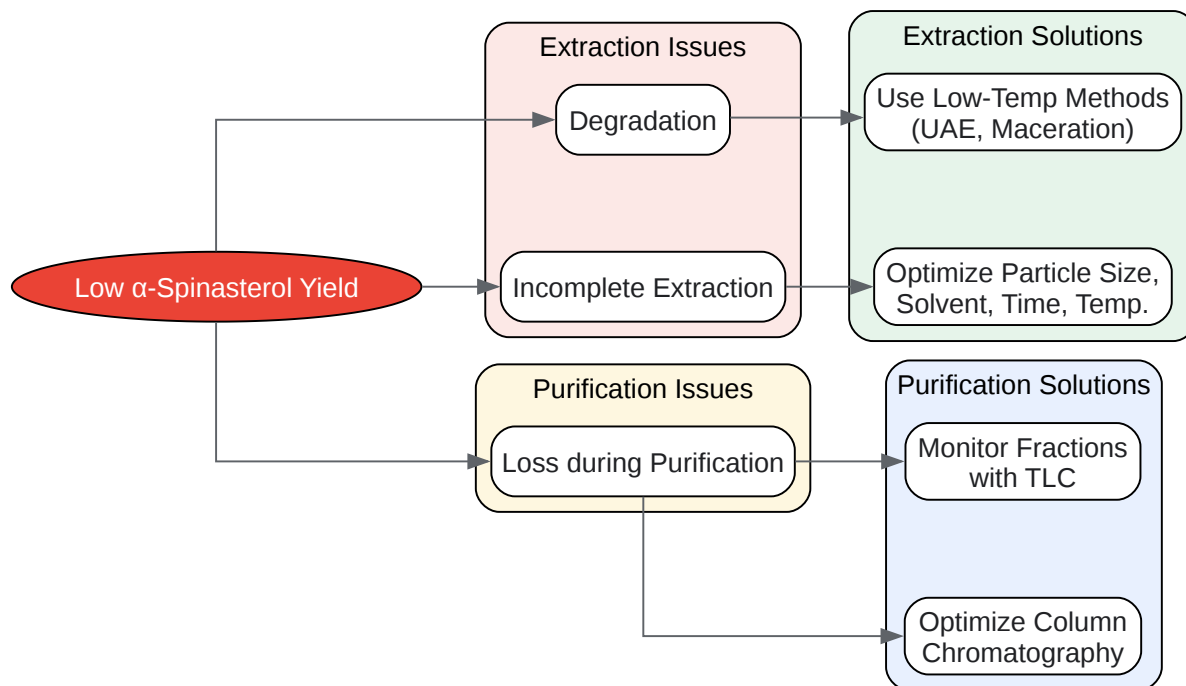 Extraction Issues
Extraction Solutions
Degradation
Use Low-Temp Methods
(UAE, Maceration)
Low α-Spinasterol Yield
Incomplete Extraction
Optimize Particle Size,
Solvent, Time, Temp.
Purification Issues
Purification Solutions
Loss during Purification
Monitor Fractions
with TLC
Optimize Column
Chromatography